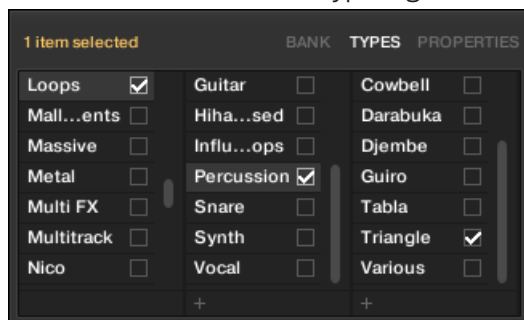 1 item selected BANK TYPES PROPERTIES
Loops Guitar Cowbell
Mall...ents Hiha...sed Darabuka
Massive Influ...ops Djembe
Metal Percussion Guiro
Multi FX Snare Tabla
Multitrack Synth Triangle
Nico Vocal Various
+ +